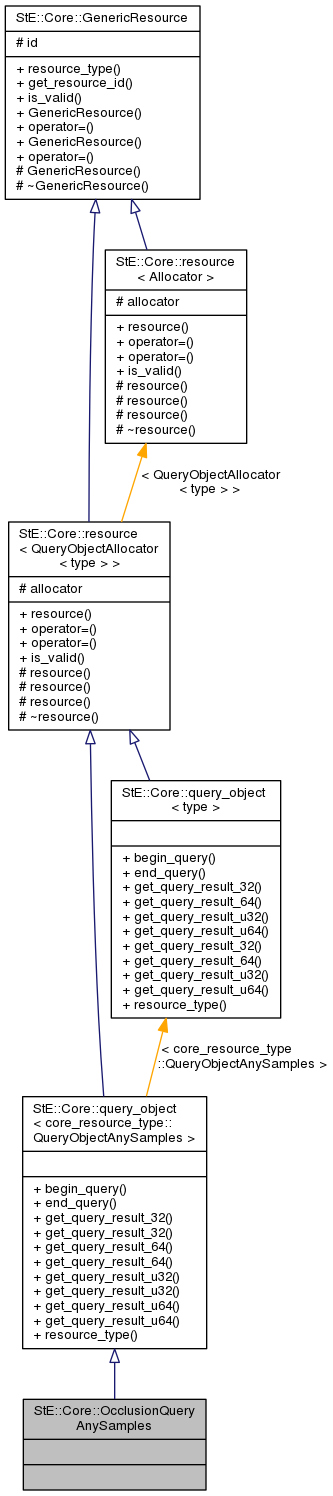 StE::Core::GenericResource
# id
+ resource_type()
+ get_resource_id()
+ is_valid()
+ GenericResource()
+ operator=()
+ GenericResource()
+ operator=()
# GenericResource()
# ~GenericResource()
StE::Core::resource
< Allocator >
# allocator
+ resource()
+ operator=()
+ operator=()
+ is_valid()
# resource()
# resource()
# resource()
# ~resource()
< QueryObjectAllocator
< type > >
StE::Core::resource
< QueryObjectAllocator
< type > >
# allocator
+ resource()
+ operator=()
+ operator=()
+ is_valid()
# resource()
# resource()
# resource()
# ~resource()
StE::Core::query_object
< type >
+ begin_query()
+ end_query()
+ get_query_result_32()
+ get_query_result_64()
+ get_query_result_u32()
+ get_query_result_u64()
+ get_query_result_32()
+ get_query_result_64()
+ get_query_result_u32()
+ get_query_result_u64()
+ resource_type()
< core_resource_type
::QueryObjectAnySamples >
StE::Core::query_object
< core_resource_type::
QueryObjectAnySamples >
+ begin_query()
+ end_query()
+ get_query_result_32()
+ get_query_result_32()
+ get_query_result_64()
+ get_query_result_64()
+ get_query_result_u32()
+ get_query_result_u32()
+ get_query_result_u64()
+ get_query_result_u64()
+ resource_type()
StE::Core::OcclusionQuery
AnySamples